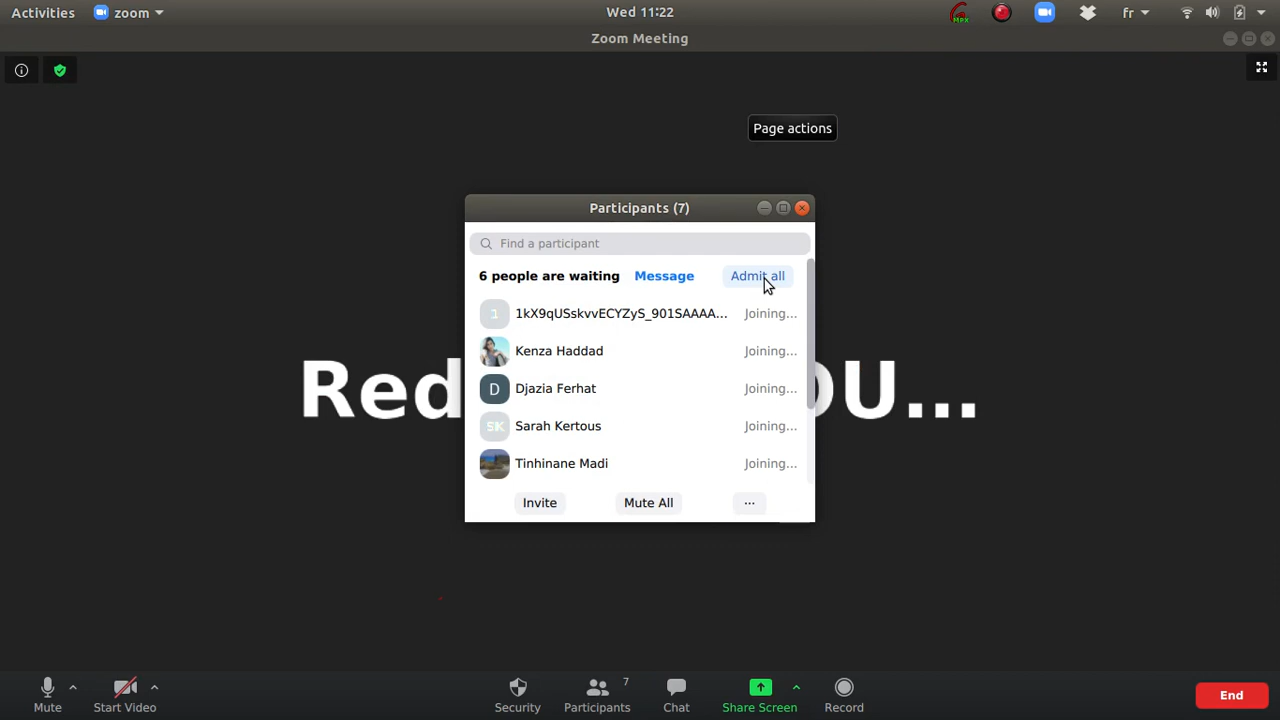 Activities zoom Wed 11:22 fr
Zoom Meeting
Page actions
Participants (7)
Find a participant
6 people are waiting Message Admit all
1 1kX9qUSskvvECYZyS_901SAAAA... Joining...
Kenza Haddad Joining...
D Djazia Ferhat Joining...
SK Sarah Kertous Joining...
Tinhinane Madi Joining...
Red OU...
Invite Mute All ...
Mute Start Video Security Participants 7 Chat Share Screen Record End